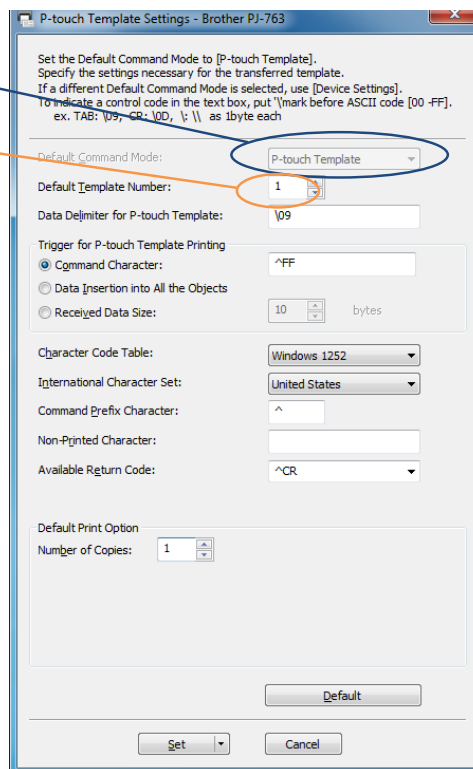 P-touch Template Settings - Brother PJ-763
Set the Default Command Mode to [P-touch
Template].
Specify the settings necessary for the transferred template.
If a different Default Command Mode is selected, use [Device Settings].
To indicate a control code in the text box, put '\'mark before ASCII code [00 -FF].
ex. TAB: \09, CR: \0D, \: \\ as 1byte
each
Default Command Mode: P-touch Template
Default Template Number: 1
Data Delimiter for P-touch Template: \09
Trigger for P-touch Template Printing
Command Character: ^FF
Data Insertion into All the Objects
Received Data Size: 10 bytes
Character Code Table: Windows 1252
International Character Set: United States
Command Prefix Character: ^
Non-Printed Character:
Available Return Code: ^CR
Default Print Option
Number of Copies: 1
Default
Set Cancel